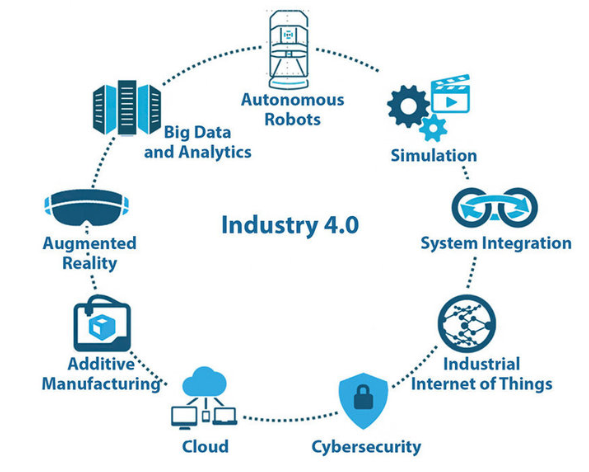 Autonomous
Robots
Big Data
and Analytics
Simulation
Industry 4.0
Augmented
Reality
System Integration
Additive
Manufacturing
Industrial
Internet of Things
Cloud
Cybersecurity